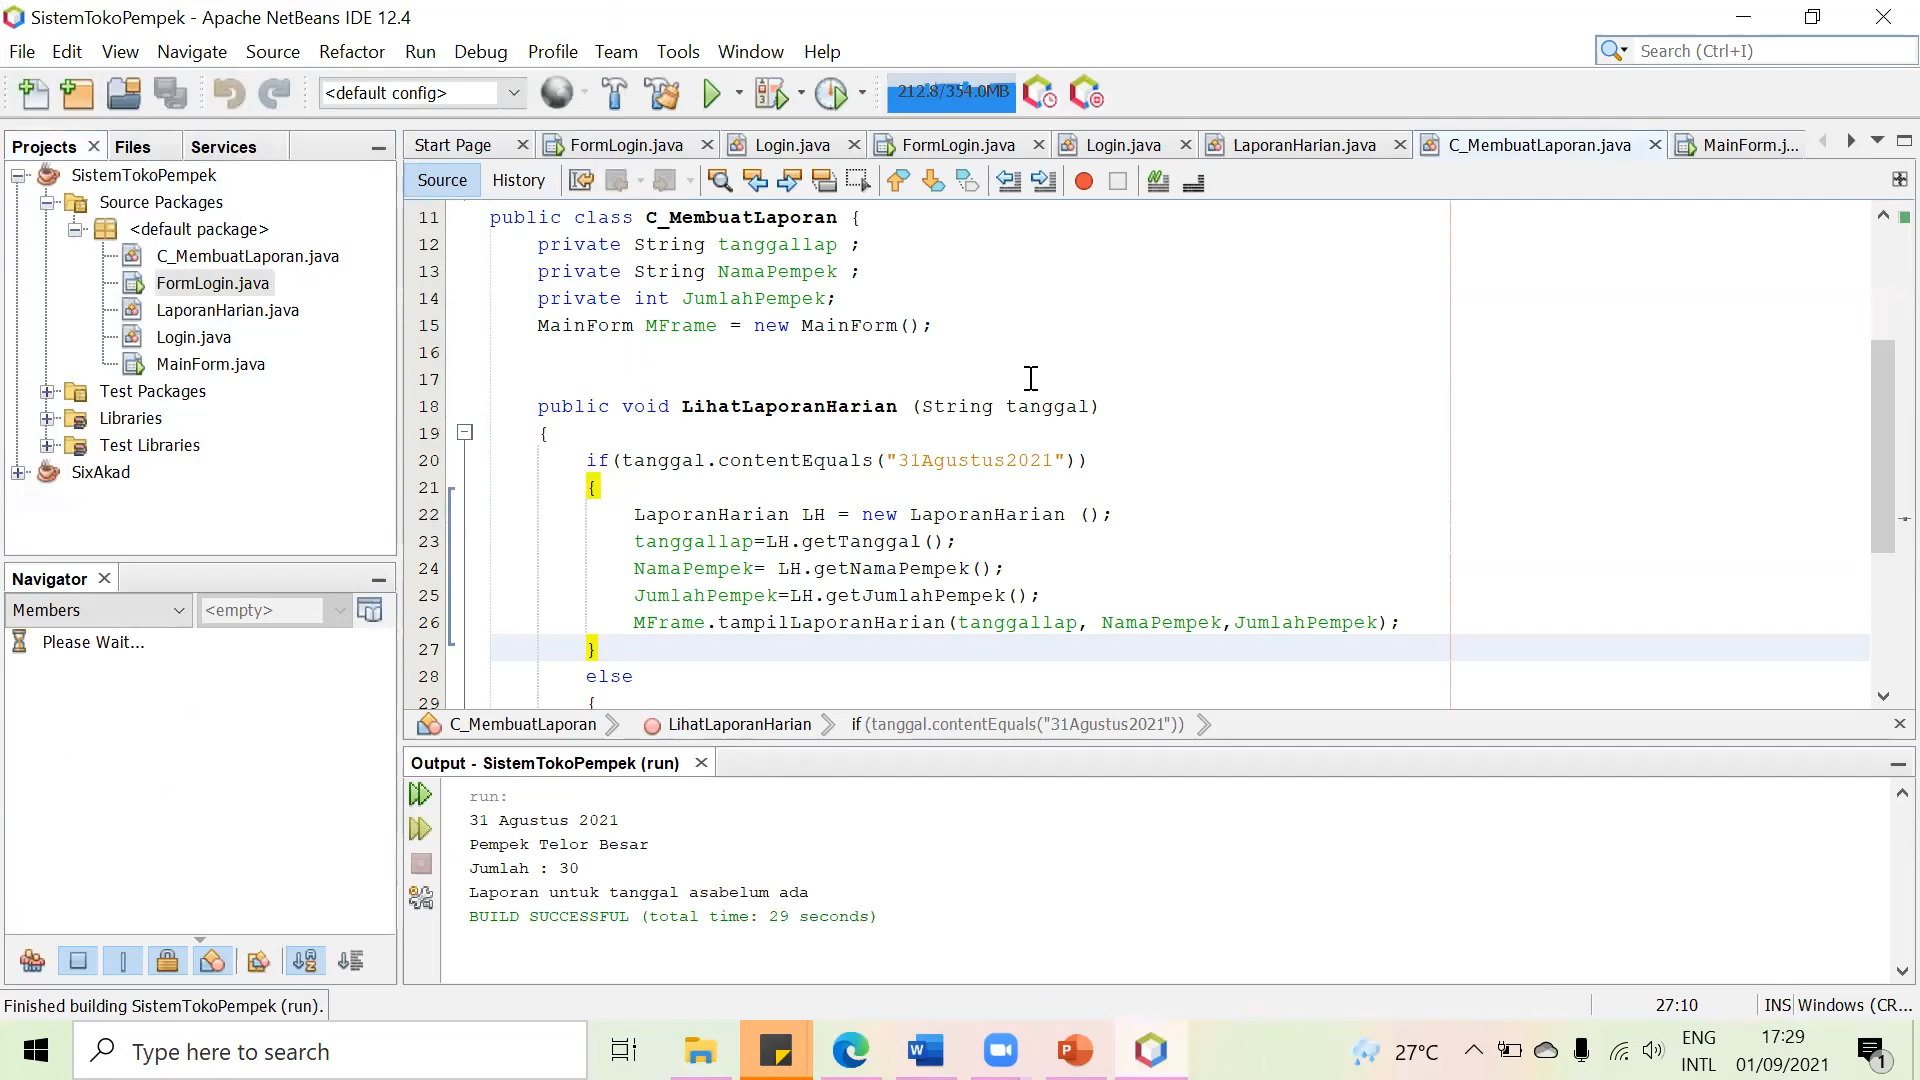 SistemTokoPempek - Apache NetBeans IDE 12.4
File Edit View Navigate Source Refactor Run Debug Profile Team Tools Window Help
Search (Ctrl+I)
<default config>
212.8/354.0MB
Projects Files Services
Start Page FormLogin.java Login.java FormLogin.java Login.java LaporanHarian.java C_MembuatLaporan.java MainForm.j...
SistemTokoPempek
Source Packages
<default package>
C_MembuatLaporan.java
FormLogin.java
LaporanHarian.java
Login.java
MainForm.java
Test Packages
Libraries
Test Libraries
SixAkad
Source History
11 public class C_MembuatLaporan {
12 private String tanggallap ;
13 private String NamaPempek ;
14 private int JumlahPempek;
15 MainForm MFrame = new MainForm();
16
17
18 public void LihatLaporanHarian (String tanggal)
19 {
20 if(tanggal.contentEquals("31Agustus2021"))
21 {
22 LaporanHarian LH = new LaporanHarian ();
23 tanggallap=LH.getTanggal();
24 NamaPempek= LH.getNamaPempek();
25 JumlahPempek=LH.getJumlahPempek();
26 MFrame.tampilLaporanHarian(tanggallap, NamaPempek,JumlahPempek);
27 }
28 else
29 {
C_MembuatLaporan LihatLaporanHarian if (tanggal.contentEquals("31Agustus2021"))
Navigator
Members <empty>
Please Wait...
Output - SistemTokoPempek (run)
run:
31 Agustus 2021
Pempek Telor Besar
Jumlah : 30
Laporan untuk tanggal asabelum ada
BUILD SUCCESSFUL (total time: 29 seconds)
Finished building SistemTokoPempek (run).
27:10 INS Windows (CR...
Type here to search
27°C
ENG
INTL
17:29
01/09/2021
1